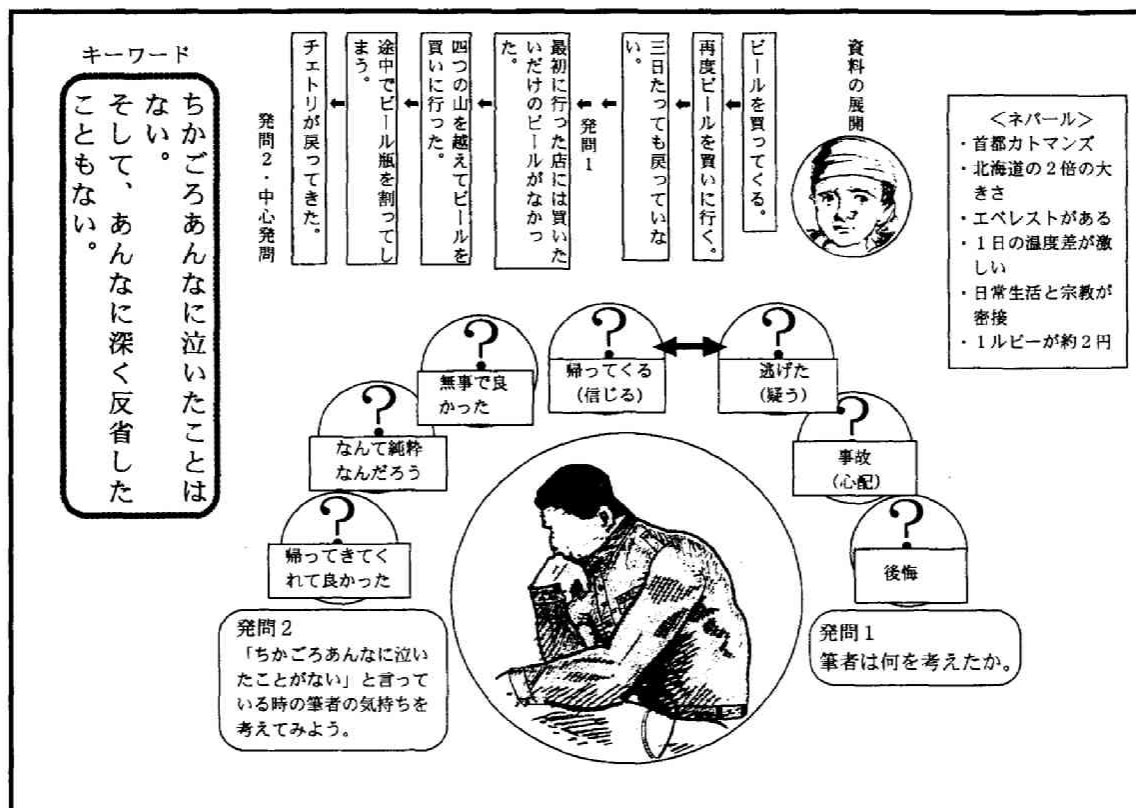 <ネパール>
・首都カトマンズ
・北海道の2倍の大
きさ
・エベレストがある
・1日の温度差が激
しい
・日常生活と宗教が
密接
・1ルピーが約2円
資料の展開
ビールを買ってくる。
再度ビールを買いに行く。
三日たっても戻っていな
い。
発問1
最初に行った店には買いた
いだけのビールがなかっ
た。
四つの山を越えてビールを
買いに行った。
途中でビール瓶を割ってし
まう。
チェトリが戻ってきた。
発問2・中心発問
キーワード
ちかごろあんなに泣いたことは
ない。
そして、あんなに深く反省した
こともない。
?
逃げた
(疑う)
?
事故
(心配)
?
後悔
発問1
筆者は何を考えたか。
?
帰ってくる
(信じる)
?
無事で良
かった
?
なんて純粋
なんだろう
?
帰ってきてく
れて良かった
発問2
「ちかごろあんなに泣い
たことがない」と言って
いる時の筆者の気持ちを
考えてみよう。